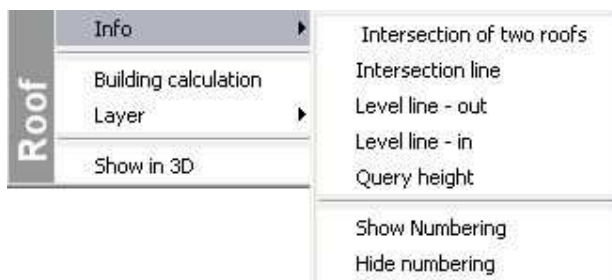 Roof
Info
Building calculation
Layer
Show in 3D
Intersection of two roofs
Intersection line
Level line - out
Level line - in
Query height
Show Numbering
Hide numbering